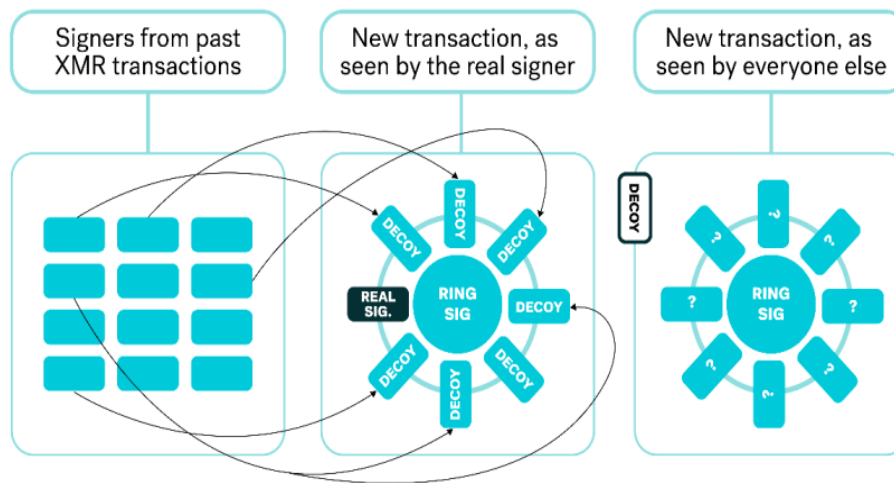 Signers from past
XMR transactions
New transaction, as
seen by the real signer
New transaction, as
seen by everyone else
DECOY
DECOY
DECOY
REAL
SIG.
RING
SIG
DECOY
DECOY
DECOY
DECOY
DECOY
?
?
?
?
RING
SIG
?
?
?
?